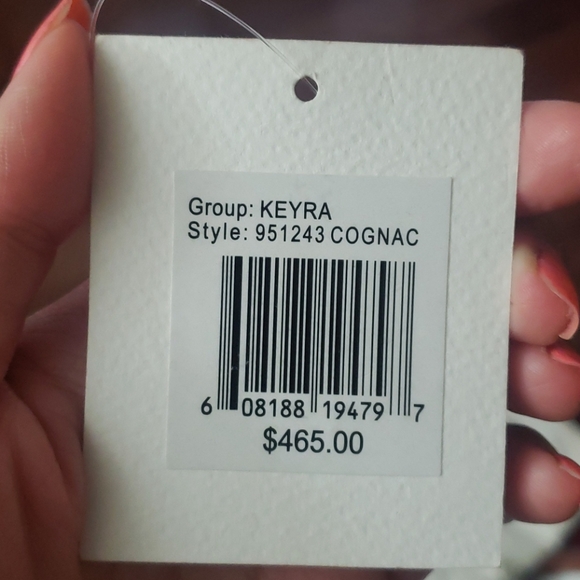 Group: KEYRA
Style: 951243 COGNAC
6 08188 19479 7
$465.00